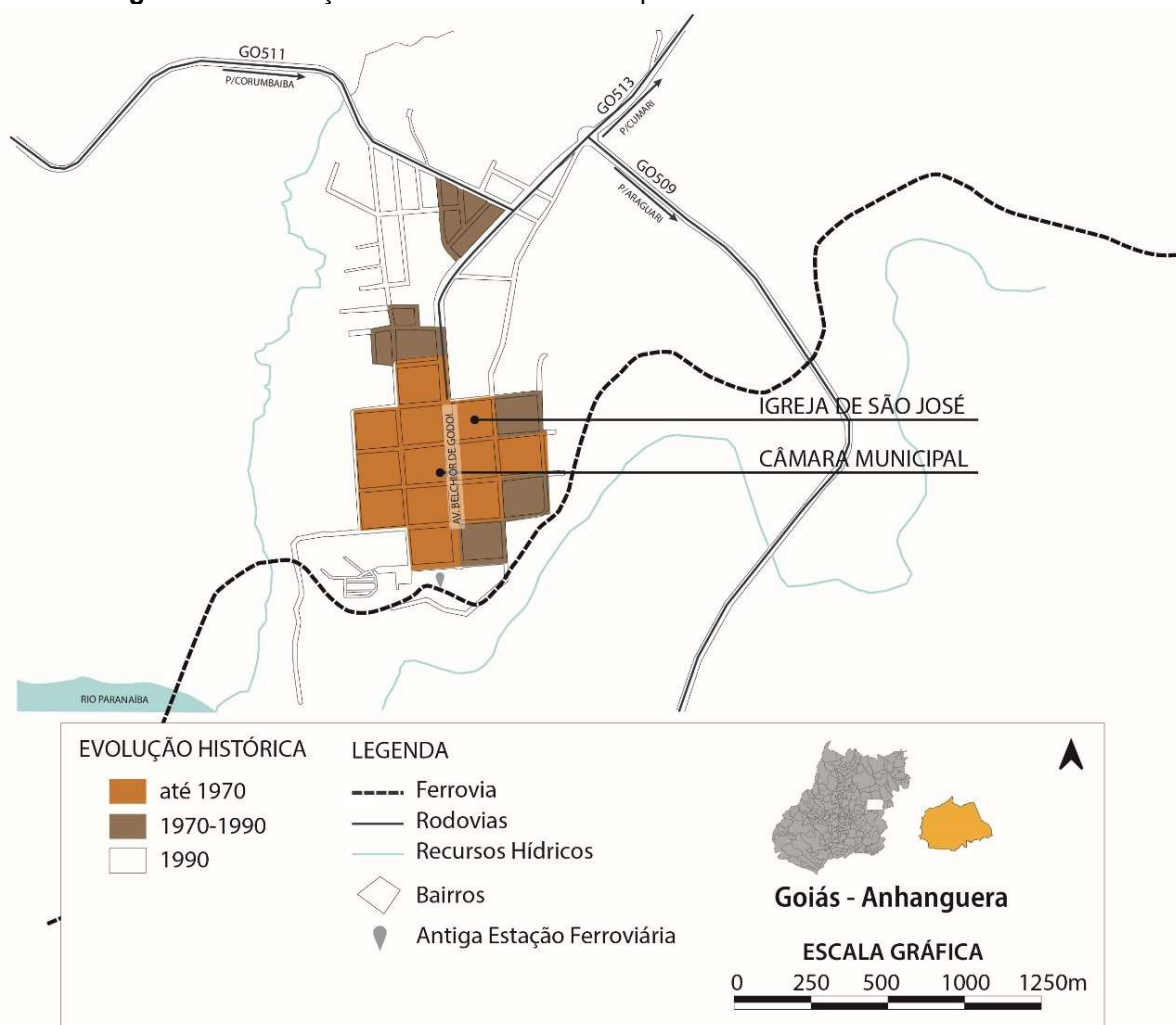 GO511
P/CORUMBAIBA
GO513
P/CUMARI
GO509
P/ARAGUARI
IGREJA DE SÃO JOSÉ
CÂMARA MUNICIPAL
AV. BELCHIOR DE GODOI
RIO PARANAÍBA
EVOLUÇÃO HISTÓRICA
até 1970
1970-1990
1990
LEGENDA
Ferrovia
Rodovias
Recursos Hídricos
Bairros
Antiga Estação Ferroviária
Goiás - Anhanguera
ESCALA GRÁFICA
0 250 500 1000 1250m